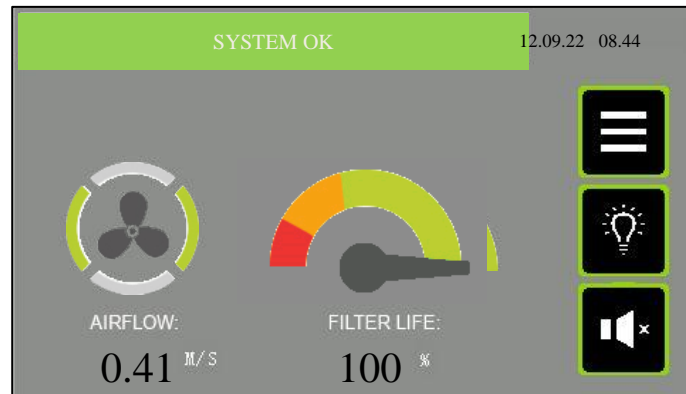 SYSTEM OK
12.09.22 08.44
AIRFLOW:
FILTER LIFE:
0.41 M/S
100 %